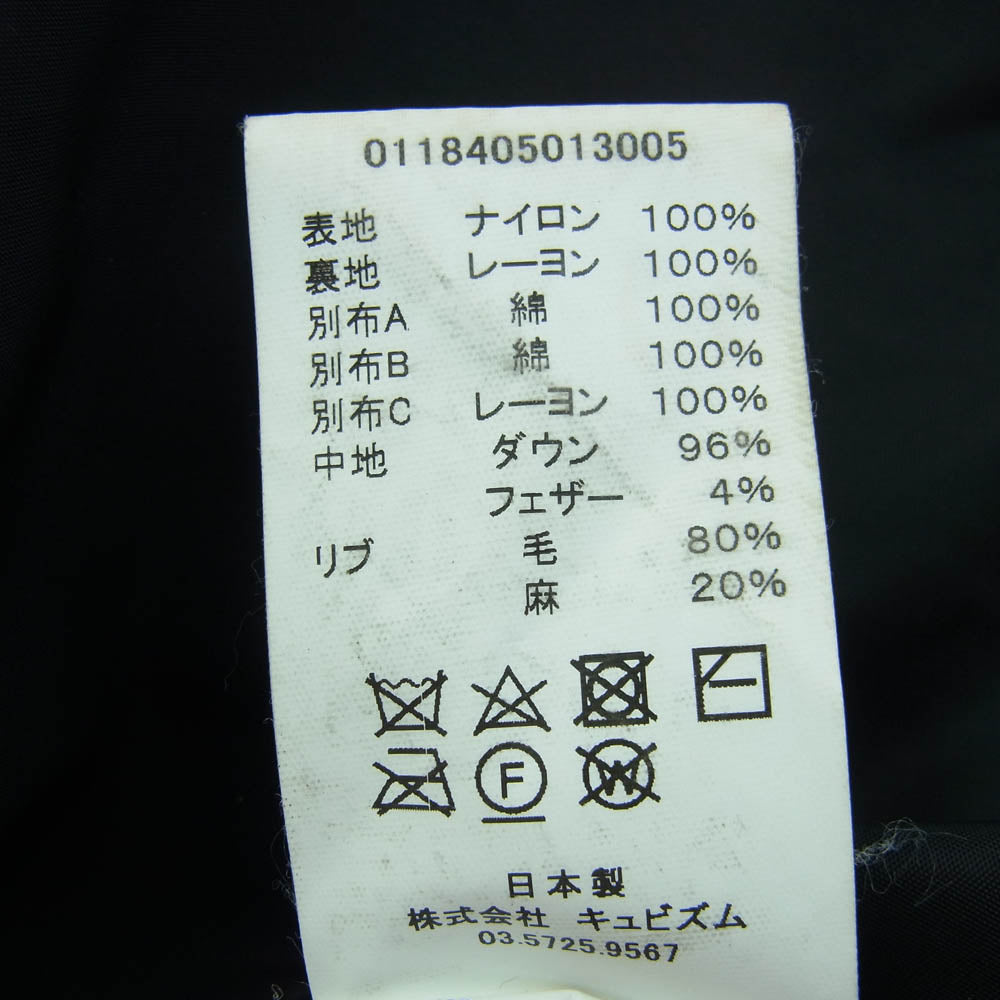 0118405013005
表地 ナイロン 100%
裏地 レーヨン 100%
別布A 綿 100%
別布B 綿 100%
別布C レーヨン 100%
中地 ダウン 96%
フェザー 4%
リブ 毛 80%
麻 20%
F W
日本製
株式会社 キュビズム
03.5725.9567